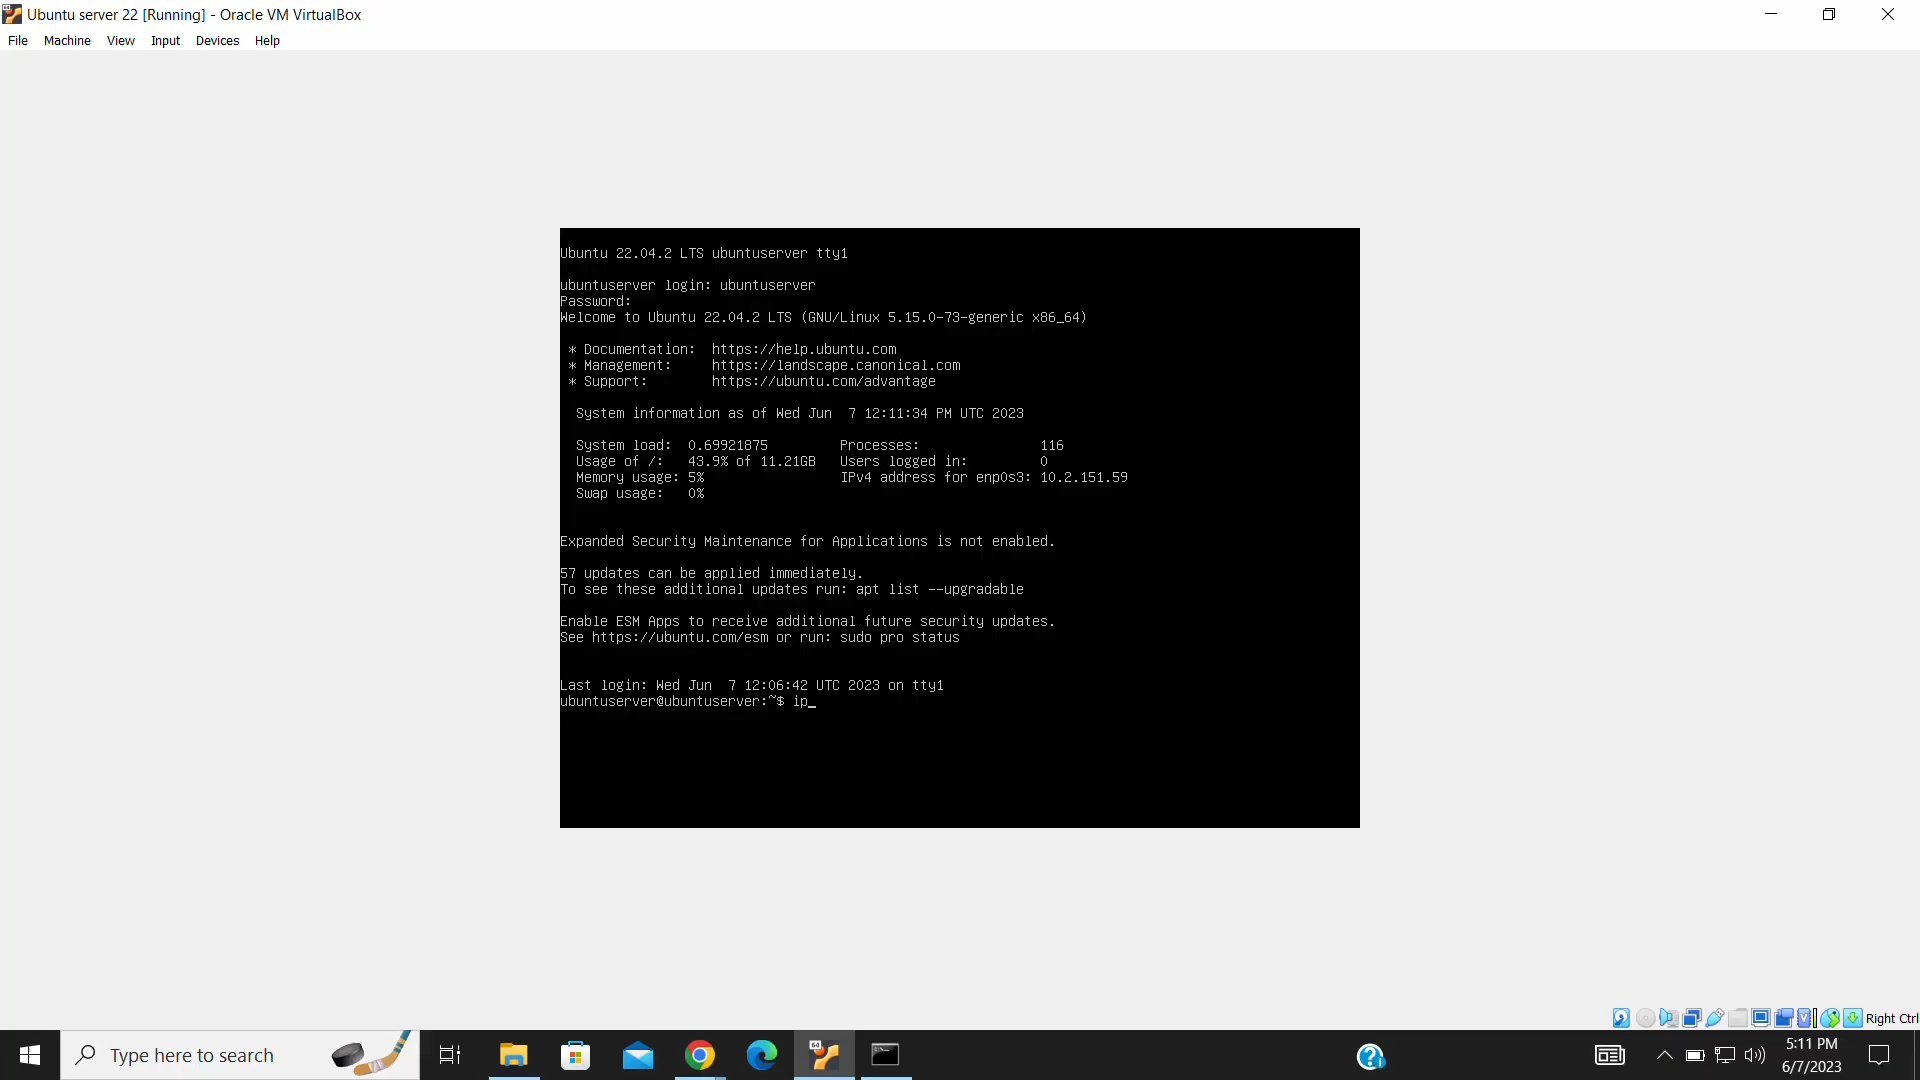 Ubuntu server 22 [Running] - Oracle VM VirtualBox
File Machine View Input Devices Help
Ubuntu 22.04.2 LTS ubuntuserver tty1
ubuntuserver login: ubuntuserver
Password:
Welcome to Ubuntu 22.04.2 LTS (GNU/Linux 5.15.0-73-generic x86_64)
* Documentation: https://help.ubuntu.com
* Management: https://landscape.canonical.com
* Support: https://ubuntu.com/advantage
System information as of Wed Jun 7 12:11:34 PM UTC 2023
System load: 0.69921875 Processes: 116
Usage of /: 43.9% of 11.21GB Users logged in: 0
Memory usage: 5% IPv4 address for enp0s3: 10.2.151.59
Swap usage: 0%
Expanded Security Maintenance for Applications is not enabled.
57 updates can be applied immediately.
To see these additional updates run: apt list --upgradable
Enable ESM Apps to receive additional future security updates.
See https://ubuntu.com/esm or run: sudo pro status
Last login: Wed Jun 7 12:06:42 UTC 2023 on tty1
ubuntuserver@ubuntuserver:~$ ip_
Right Ctrl
Type here to search
5:11 PM
6/7/2023